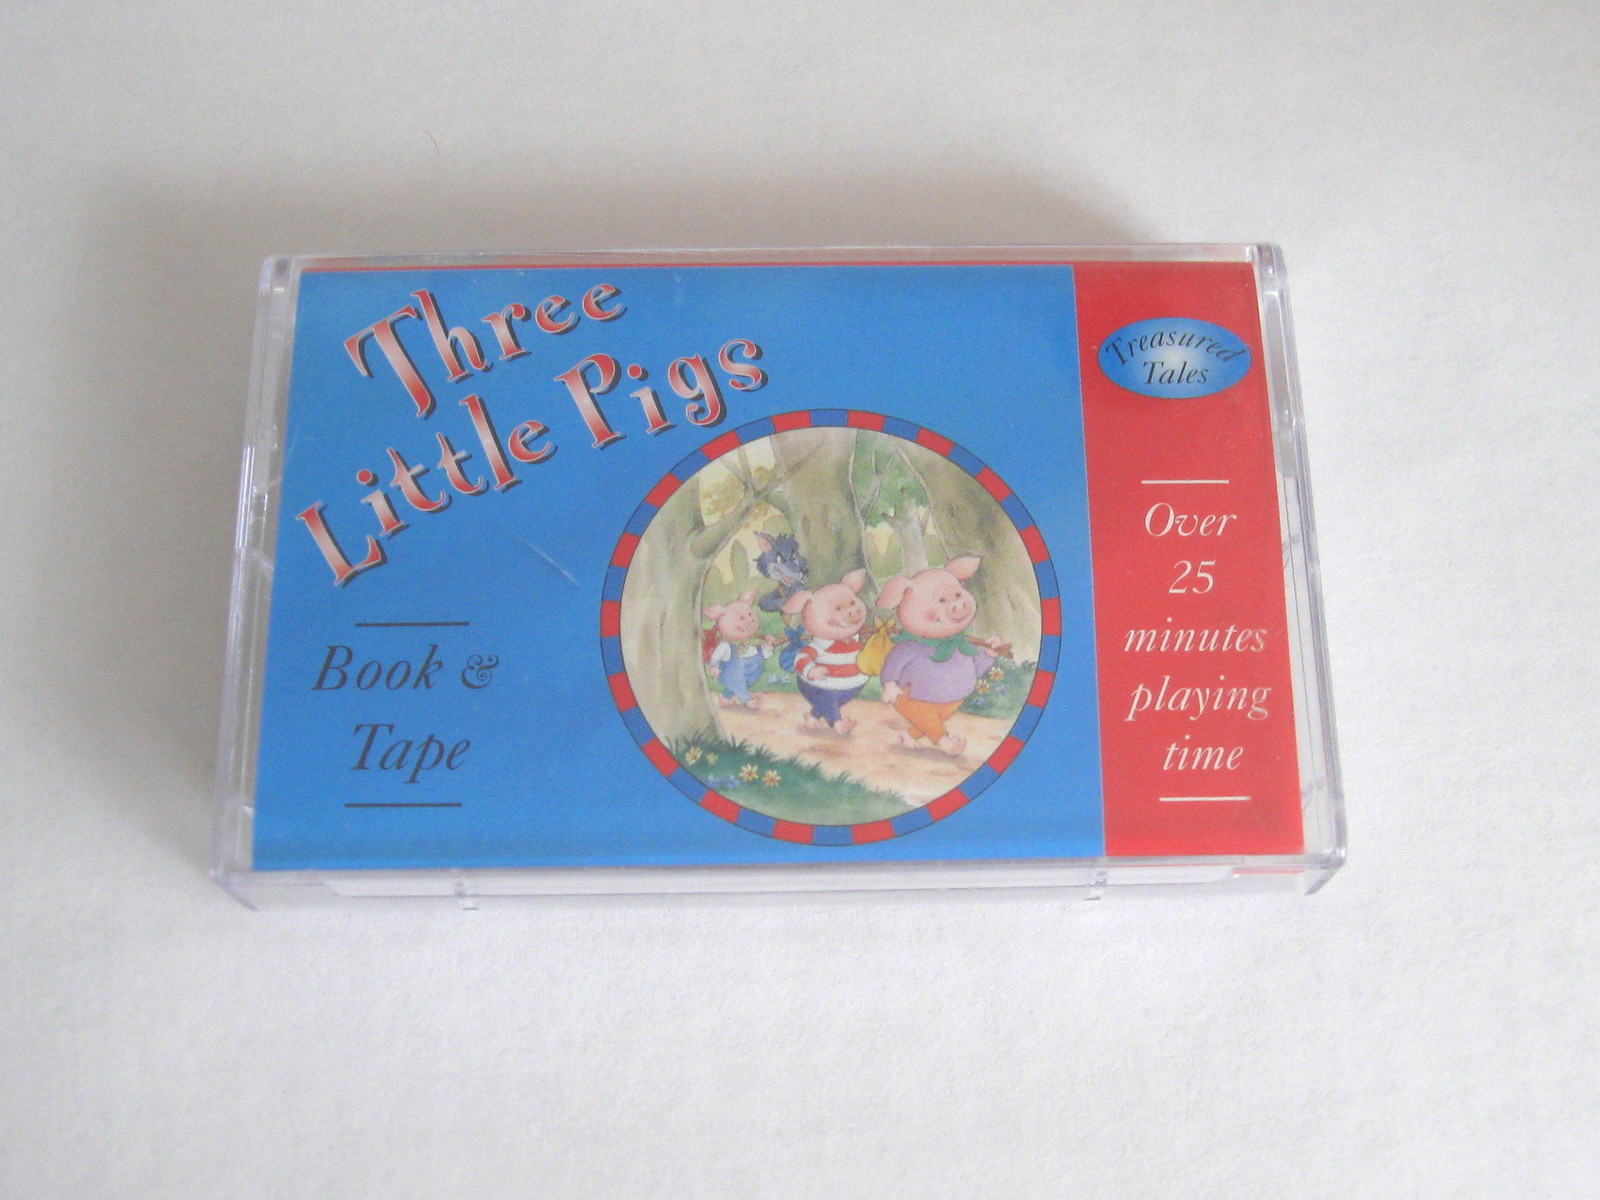 Three
Little Pigs
Book &
Tape
Treasured
Tales
Over
25
minutes
playing
time